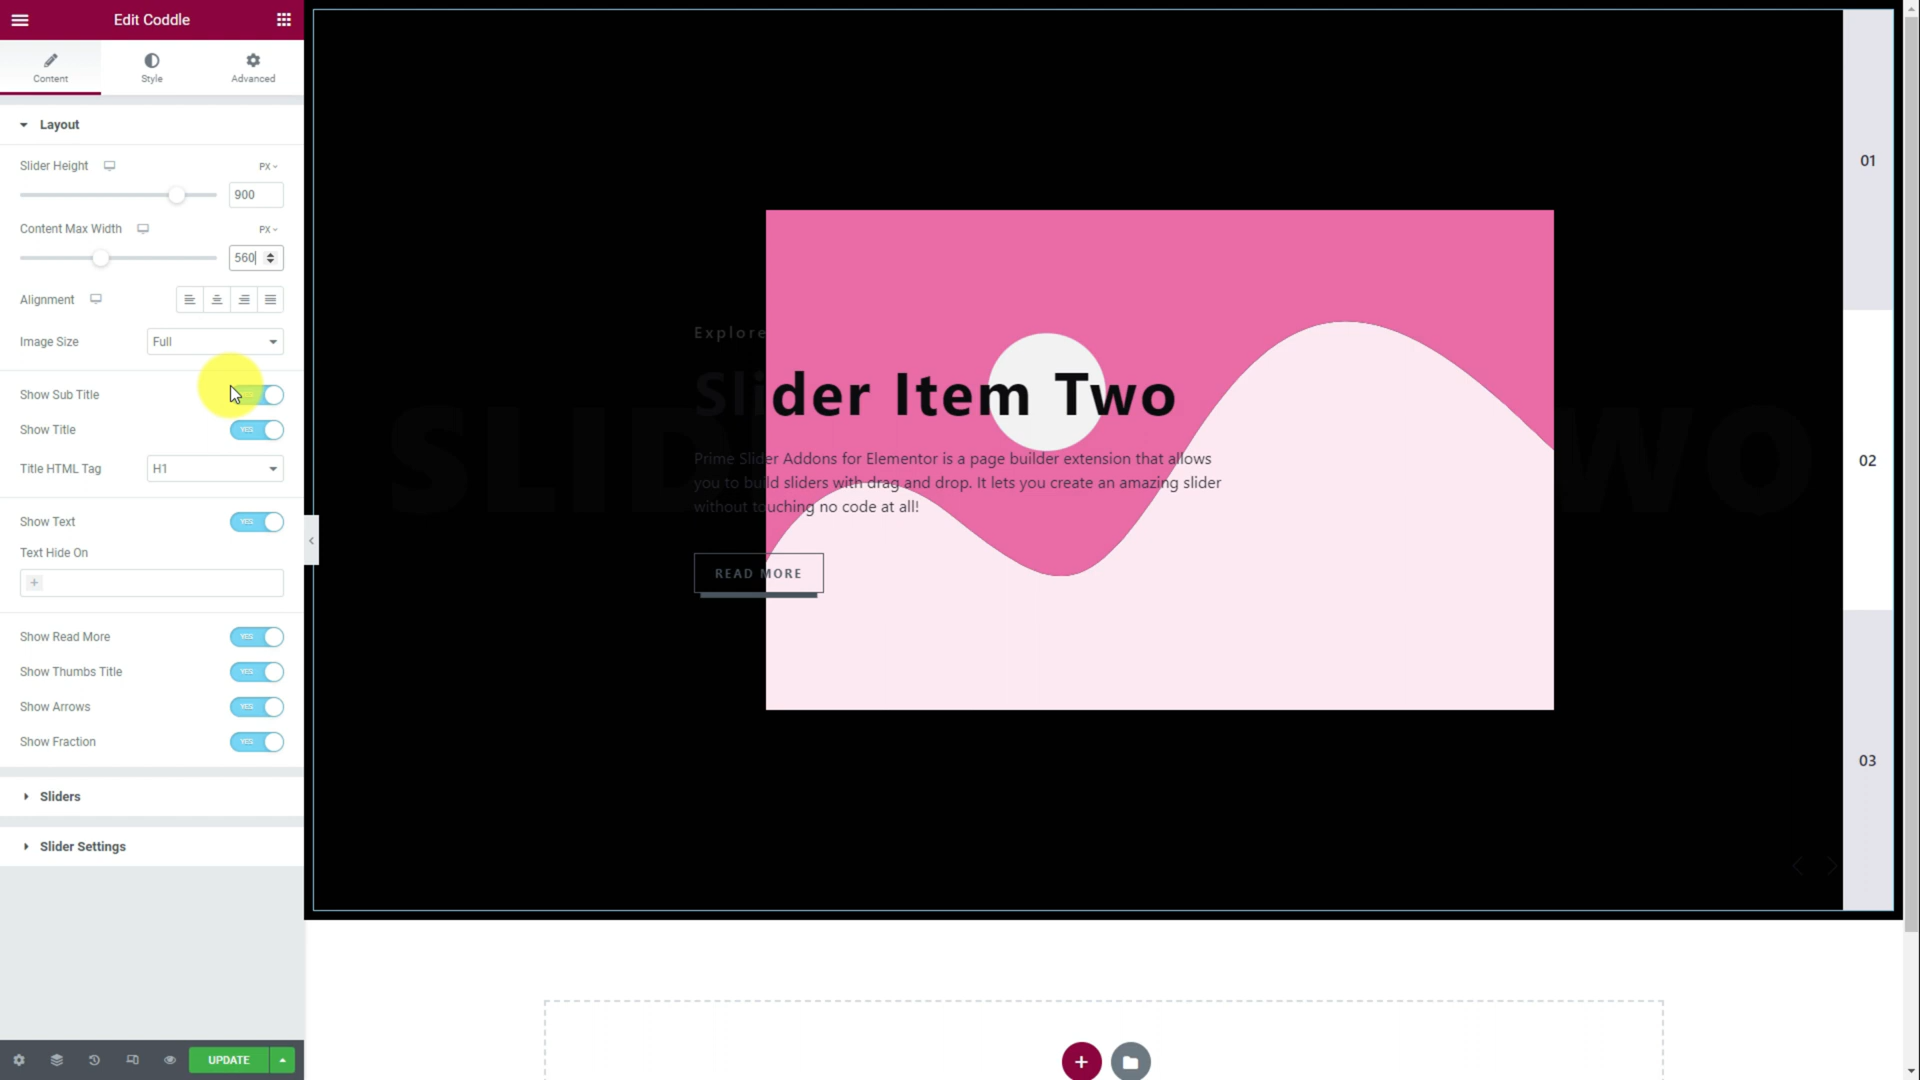 Edit Coddle
Content
Style
Advanced
Layout
Slider Height
PX
900
Content Max Width
PX
560
Alignment
Image Size
Full
Show Sub Title
Show Title
YES
Title HTML Tag
H1
Show Text
YES
Text Hide On
Show Read More
YES
Show Thumbs Title
YES
Show Arrows
YES
Show Fraction
YES
Sliders
Slider Settings
UPDATE
Explore
Slider Item Two
Prime Slider Addons for Elementor is a page builder extension that allows
you to build sliders with drag and drop. It lets you create an amazing slider
without touching no code at all!
READ MORE
01
02
03